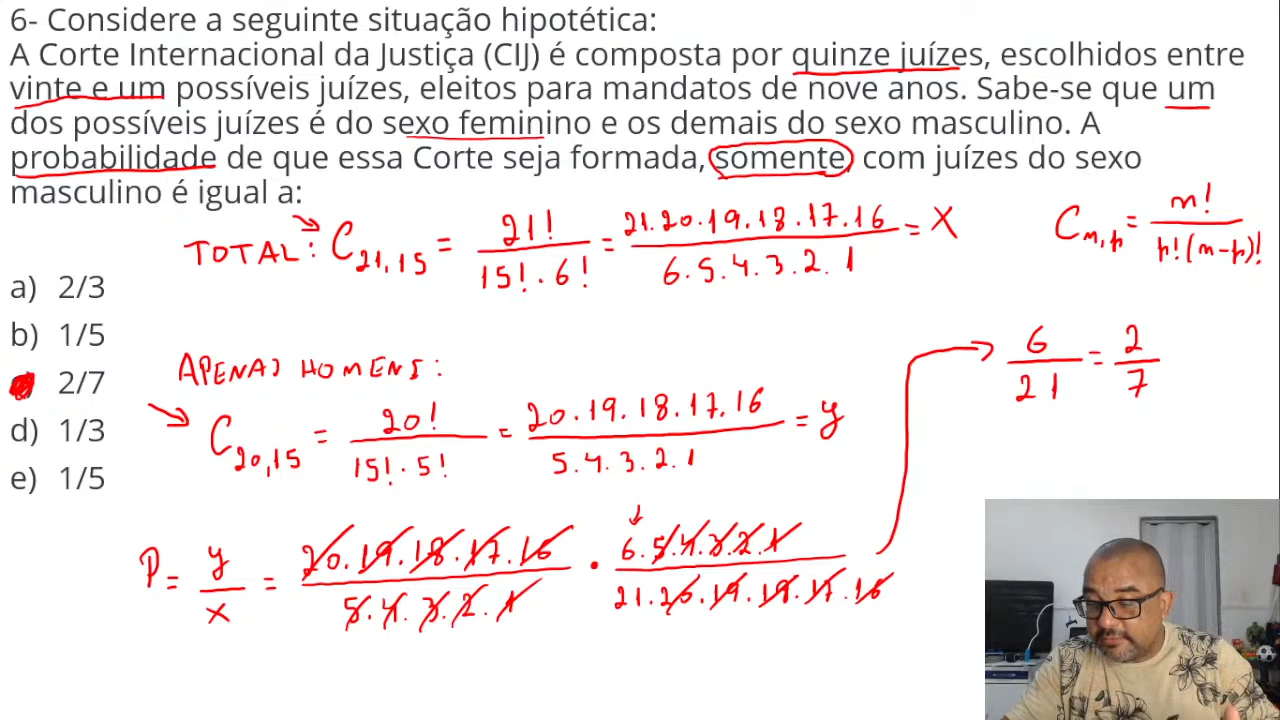 6- Considere a seguinte situação hipotética:
A Corte Internacional da Justiça (CIJ) é composta por quinze juízes, escolhidos entre
vinte e um possíveis juízes, eleitos para mandatos de nove anos. Sabe-se que um
dos possíveis juízes é do sexo feminino e os demais do sexo masculino. A
probabilidade de que essa Corte seja formada, somente, com juízes do sexo
masculino é igual a:
TOTAL: C21,15 = 21!/15!.6! = 21.20.19.18.17.16/6.5.4.3.2.1 = X
Cm,p = m!/p!(m-p)!
a) 2/3
b) 1/5
2/7
d) 1/3
e) 1/5
APENAS HOMENS:
C20,15 = 20!/15!.5! = 20.19.18.17.16/5.4.3.2.1 = y
6/21 = 2/7
P = y/x = 20.19.18.17.16/5.4.3.2.1 . 6.5.4.3.2.1/21.20.19.18.17.16